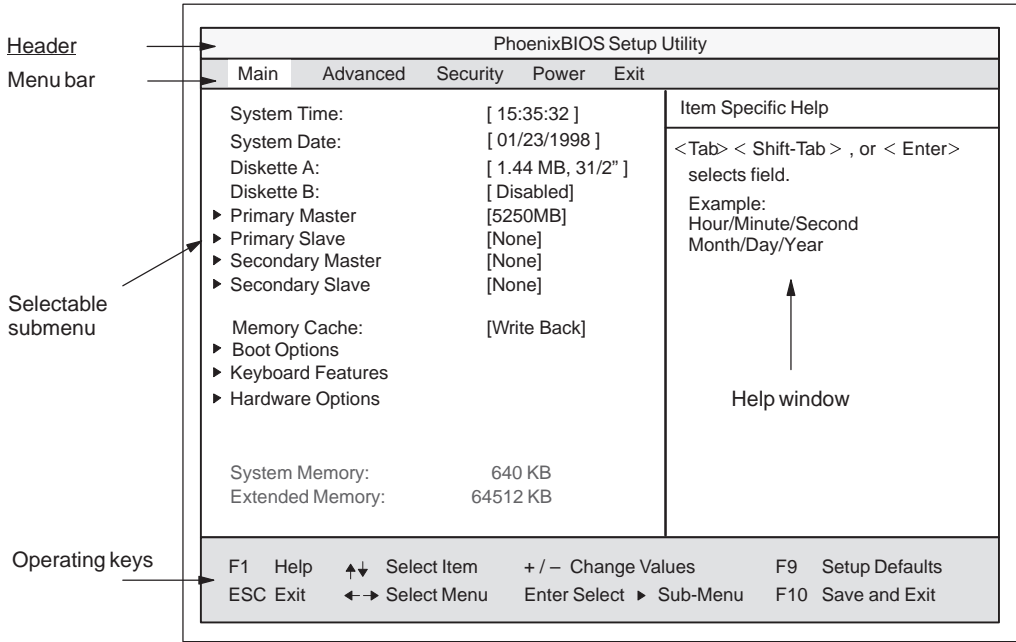 Header
Menu bar
Selectable
submenu
Operating keys
PhoenixBIOS Setup Utility
Main Advanced Security Power Exit
System Time: [ 15:35:32 ]
System Date: [ 01/23/1998 ]
Diskette A: [ 1.44 MB, 31/2” ]
Diskette B: [ Disabled]
Primary Master [5250MB]
Primary Slave [None]
Secondary Master [None]
Secondary Slave [None]
Memory Cache: [Write Back]
Boot Options
Keyboard Features
Hardware Options
System Memory: 640 KB
Extended Memory: 64512 KB
Item Specific Help
<Tab> < Shift-Tab > , or < Enter>
selects field.
Example:
Hour/Minute/Second
Month/Day/Year
Help window
F1 Help Select Item + / – Change Values F9 Setup Defaults
ESC Exit Select Menu Enter Select Sub-Menu F10 Save and Exit